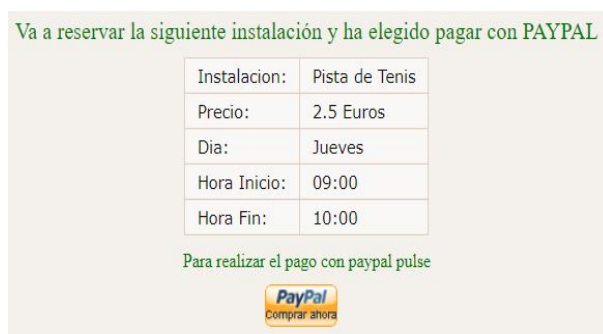 Va a reservar la siguiente instalación y ha elegido pagar con PAYPAL
Instalacion: Pista de Tenis
Precio: 2.5 Euros
Dia: Jueves
Hora Inicio: 09:00
Hora Fin: 10:00
Para realizar el pago con paypal pulse
PayPal
Comprar ahora